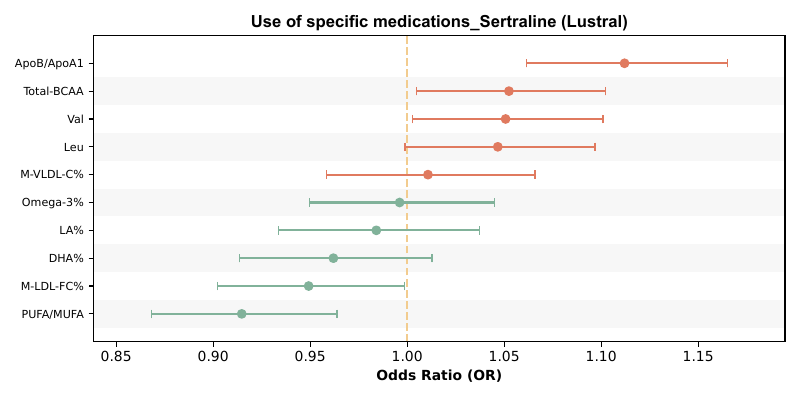 Use of specific medications_Sertraline (Lustral)
ApoB/ApoA1
Total-BCAA
Val
Leu
M-VLDL-C%
Omega-3%
LA%
DHA%
M-LDL-FC%
PUFA/MUFA
0.85 0.90 0.95 1.00 1.05 1.10 1.15
Odds Ratio (OR)